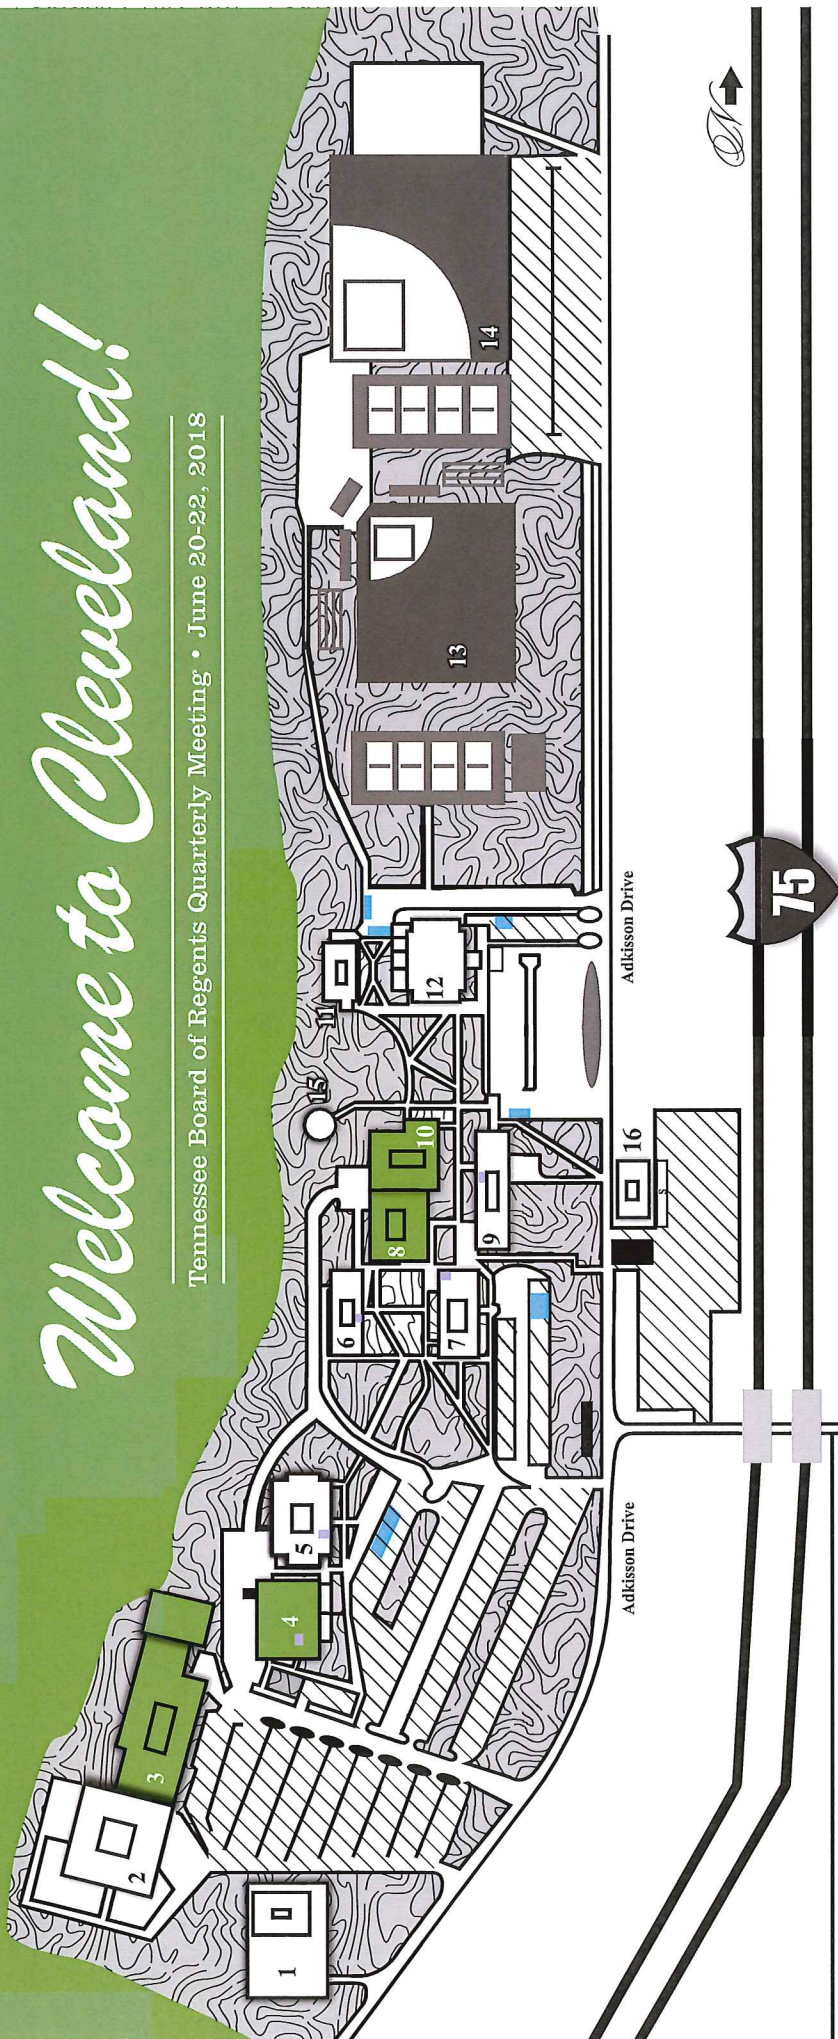 Welcome to Cleveland!
Tennessee Board of Regents Quarterly Meeting • June 20-22, 2018
N
1
2
3
4
5
6
7
8
9
10
11
12
13
14
15
16
S
Adkisson Drive
Adkisson Drive
75